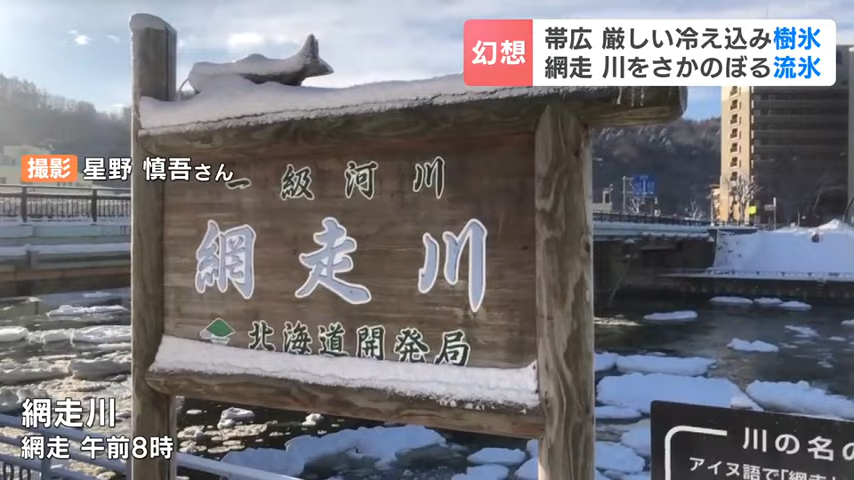 幻想
帯広 厳しい冷え込み樹氷
網走 川をさかのぼる流氷
撮影 星野 慎吾さん
一級河川
網走川
北海道開発局
網走川
網走 午前8時
川の名の
アイヌ語で「網走」